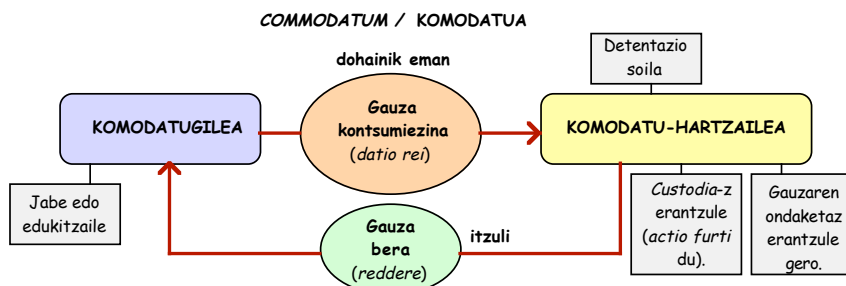 COMMODATUM / KOMODATUA
dohainik eman
Detentazio
soila
KOMODATUGILEA
Gauza
kontsumiezina
(datio rei)
KOMODATU-HARTZAILEA
Jabe edo
edukitzaile
Gauza
bera
(reddere)
itzuli
Custodia-z
erantzule
(actio furti
du).
Gauzaren
ondaketaz
erantzule
gero.